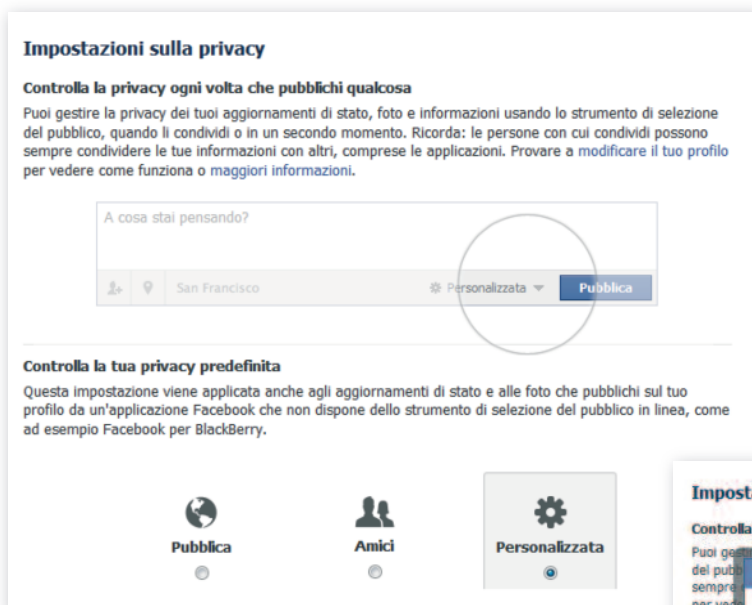 Impostazioni sulla privacy
Controlla la privacy ogni volta che pubblichi qualcosa
Puoi gestire la privacy dei tuoi aggiornamenti di stato, foto e informazioni usando lo strumento di selezione
del pubblico, quando li condividi o in un secondo momento. Ricorda: le persone con cui condividi possono
sempre condividere le tue informazioni con altri, comprese le applicazioni. Provare a modificare il tuo profilo
per vedere come funziona o maggiori informazioni.
A cosa stai pensando?
San Francisco Personalizzata Pubblica
Controlla la tua privacy predefinita
Questa impostazione viene applicata anche agli aggiornamenti di stato e alle foto che pubblichi sul tuo
profilo da un'applicazione Facebook che non dispone dello strumento di selezione del pubblico in linea, come
ad esempio Facebook per BlackBerry.
Pubblica Amici Personalizzata
Controlla
Puoi
del
sempre